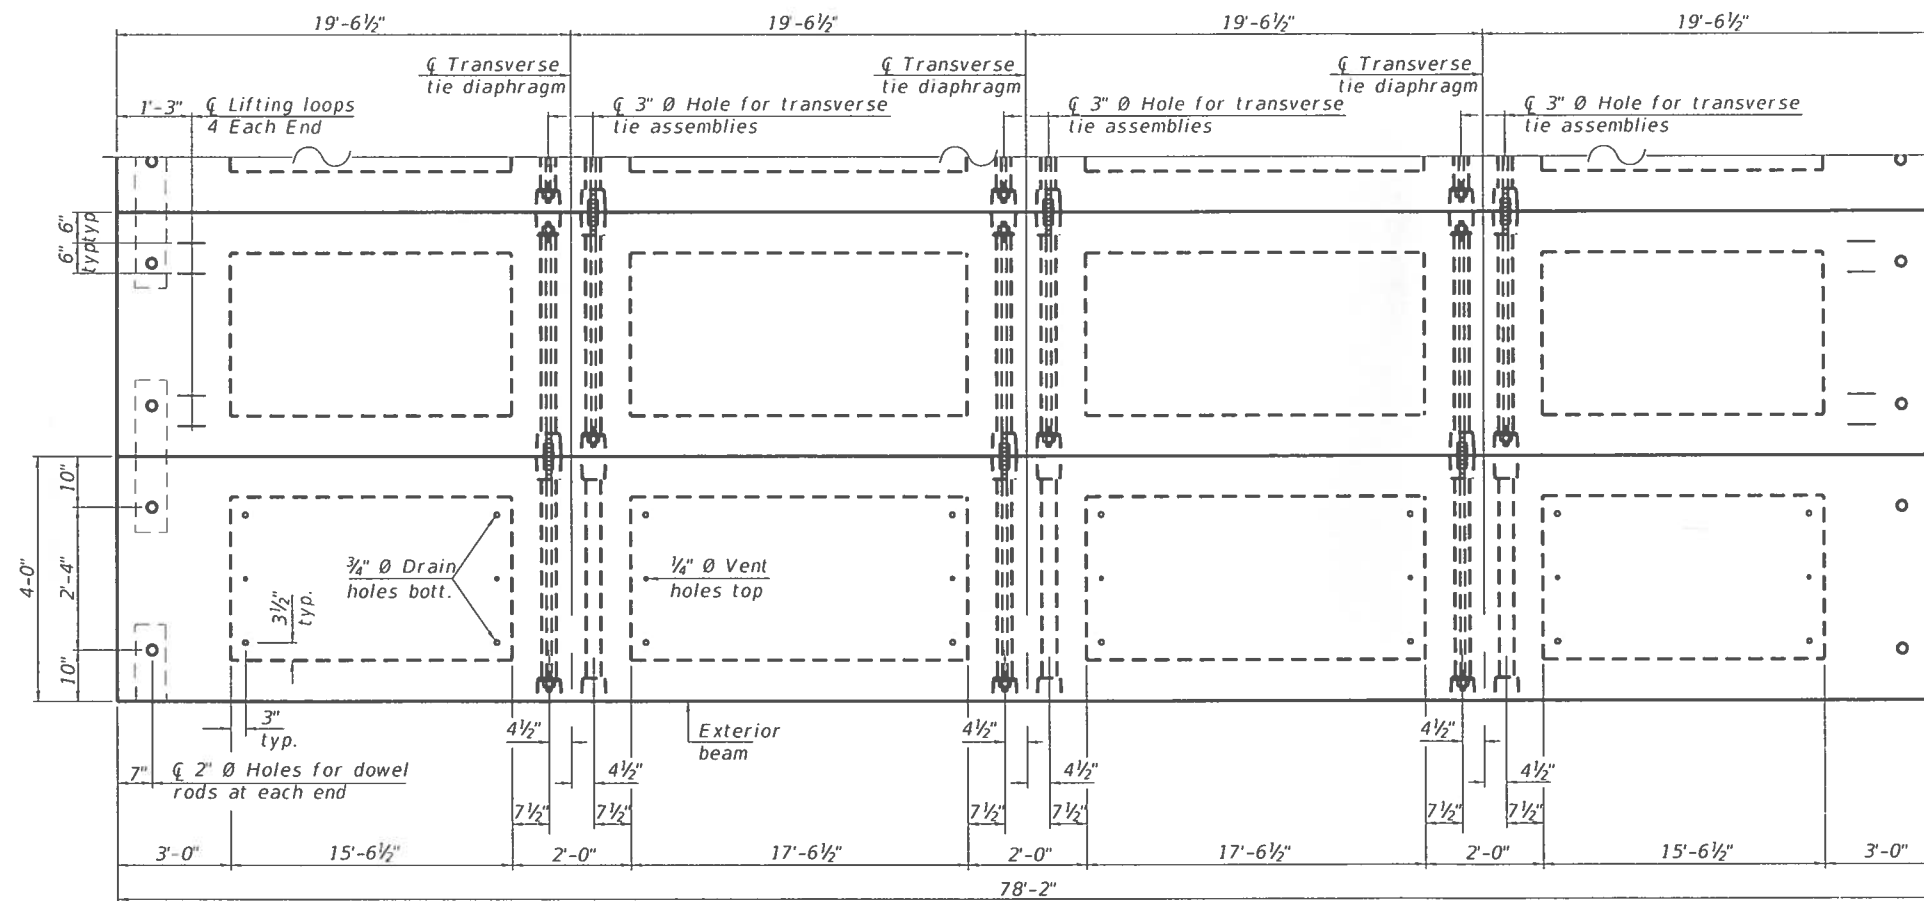 19'-6½" 19'-6½" 19'-6½" 19'-6½"
℄ Transverse
tie diaphragm
℄ Transverse
tie diaphragm
℄ Transverse
tie diaphragm
1'-3"
℄ Lifting loops
4 Each End
℄ 3" Ø Hole for transverse
tie assemblies
℄ 3" Ø Hole for transverse
tie assemblies
℄ 3" Ø Hole for transverse
tie assemblies
6"
typ
6"
typ
10"
4-0"
2'-4"
10"
¾" Ø Drain
holes bott.
¼" Ø Vent
holes top
3½"
typ.
3"
typ.
4½"
Exterior
beam
4½"
4½"
7"
℄ 2" Ø Holes for dowel
rods at each end
4½"
4½"
4½"
7½" 7½" 7½" 7½" 7½" 7½"
3'-0" 15'-6½" 2'-0" 17'-6½" 2'-0" 17'-6½" 2'-0" 15'-6½" 3'-0"
78'-2"